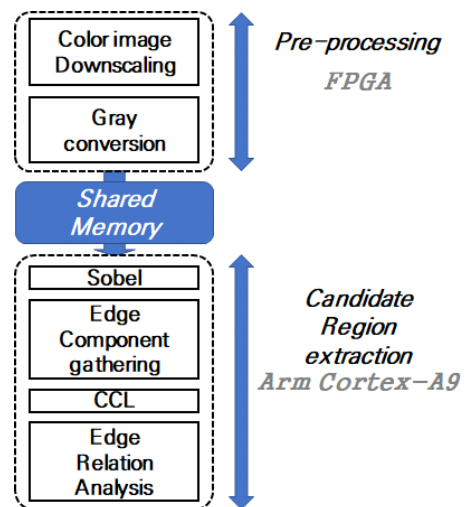 Color image
Downscaling
Pre-processing
FPGA
Gray
conversion
Shared
Memory
Sobel
Edge
Component
gathering
CCL
Edge
Relation
Analysis
Candidate
Region
extraction
Arm Cortex-A9